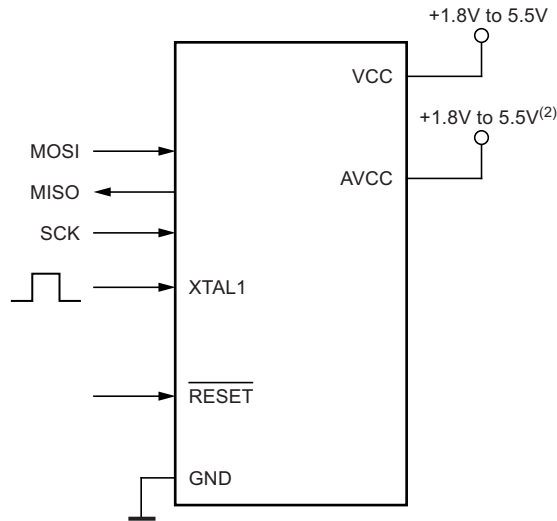 +1.8V to 5.5V
VCC
+1.8V to 5.5V(2)
MOSI
AVCC
MISO
SCK
XTAL1
RESET
GND